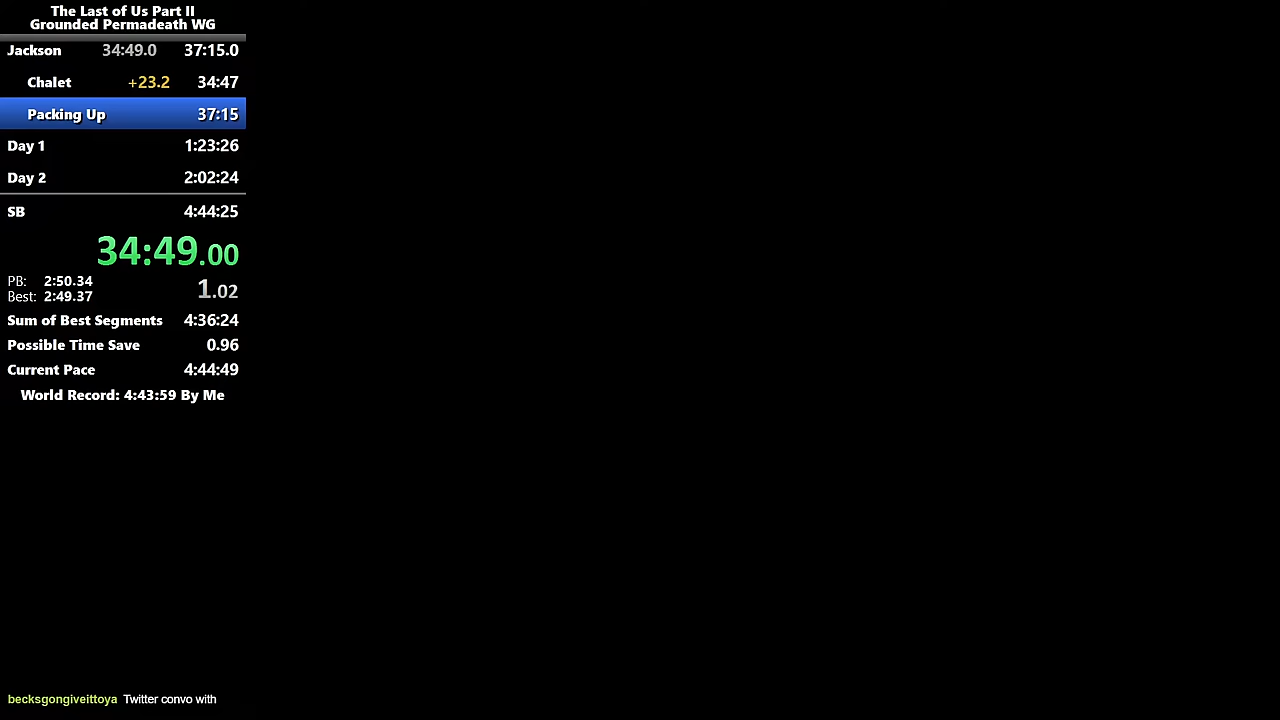 The Last of Us Part II
Grounded Permadeath WG
Jackson 34:49.0 37:15.0
Chalet +23.2 34:47
Packing Up 37:15
Day 1 1:23:26
Day 2 2:02:24
SB 4:44:25
34:49.00
PB: 2:50.34
1.02
Best: 2:49.37
Sum of Best Segments 4:36:24
Possible Time Save 0.96
Current Pace 4:44:49
World Record: 4:43:59 By Me
becksgongiveittoya Twitter convo with